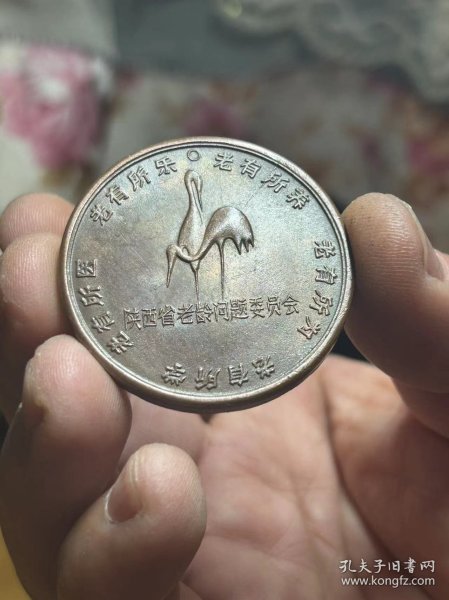 老有所养
老有所为
老有所学
老有所医
老有所乐
陕西省老龄问题委员会
孔夫子旧书网
www.kongfz.com